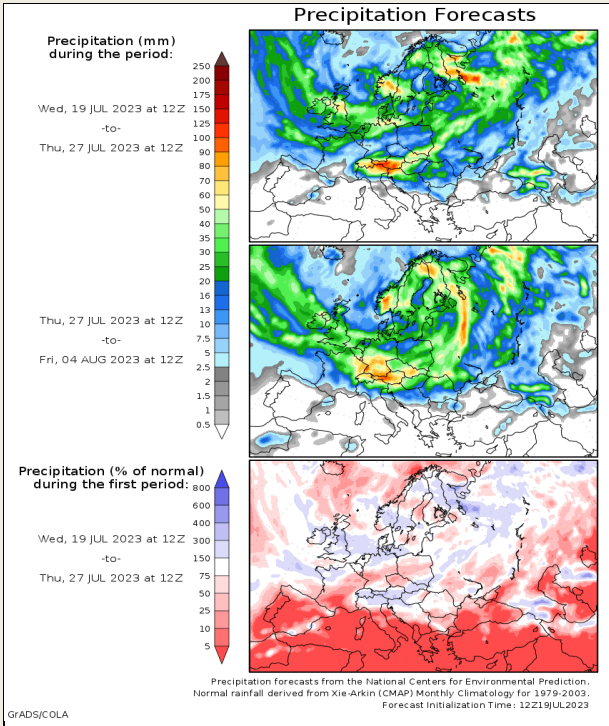 Precipitation Forecasts
Precipitation (mm)
during the period:
Wed, 19 JUL 2023 at 12Z
-to-
Thu, 27 JUL 2023 at 12Z
250
200
175
150
125
100
90
80
70
60
50
40
35
30
25
20
16
13
10
7.5
5
2.5
2
1.5
1
0.5
Thu, 27 JUL 2023 at 12Z
-to-
Fri, 04 AUG 2023 at 12Z
Precipitation (% of normal)
during the first period:
Wed, 19 JUL 2023 at 12Z
-to-
Thu, 27 JUL 2023 at 12Z
800
600
400
300
150
75
50
25
10
5
Precipitation forecasts from the National Centers for Environmental Prediction.
Normal rainfall derived from Xie-Arkin (CMAP) Monthly Climatology for 1979-2003.
Forecast Initialization Time: 12Z19JUL2023
GrADS/COLA